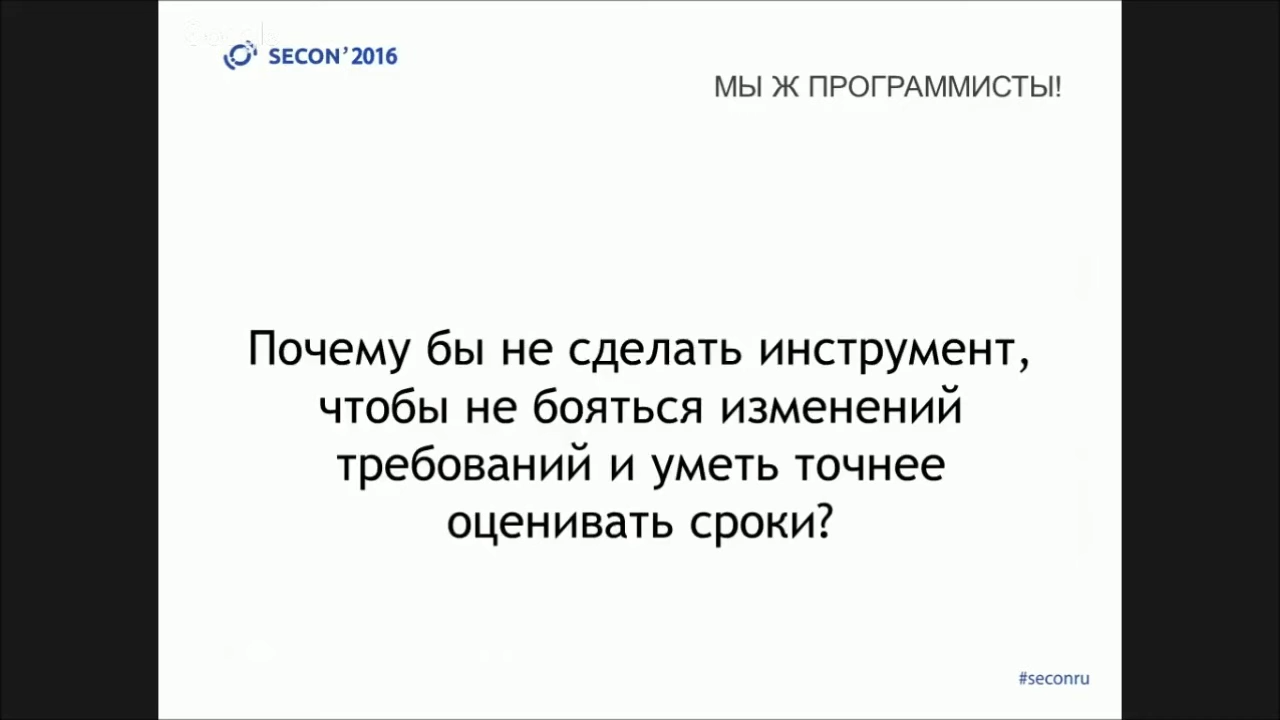 SECON’2016
МЫ Ж ПРОГРАММИСТЫ!
Почему бы не сделать инструмент,
чтобы не бояться изменений
требований и уметь точнее
оценивать сроки?
#seconru